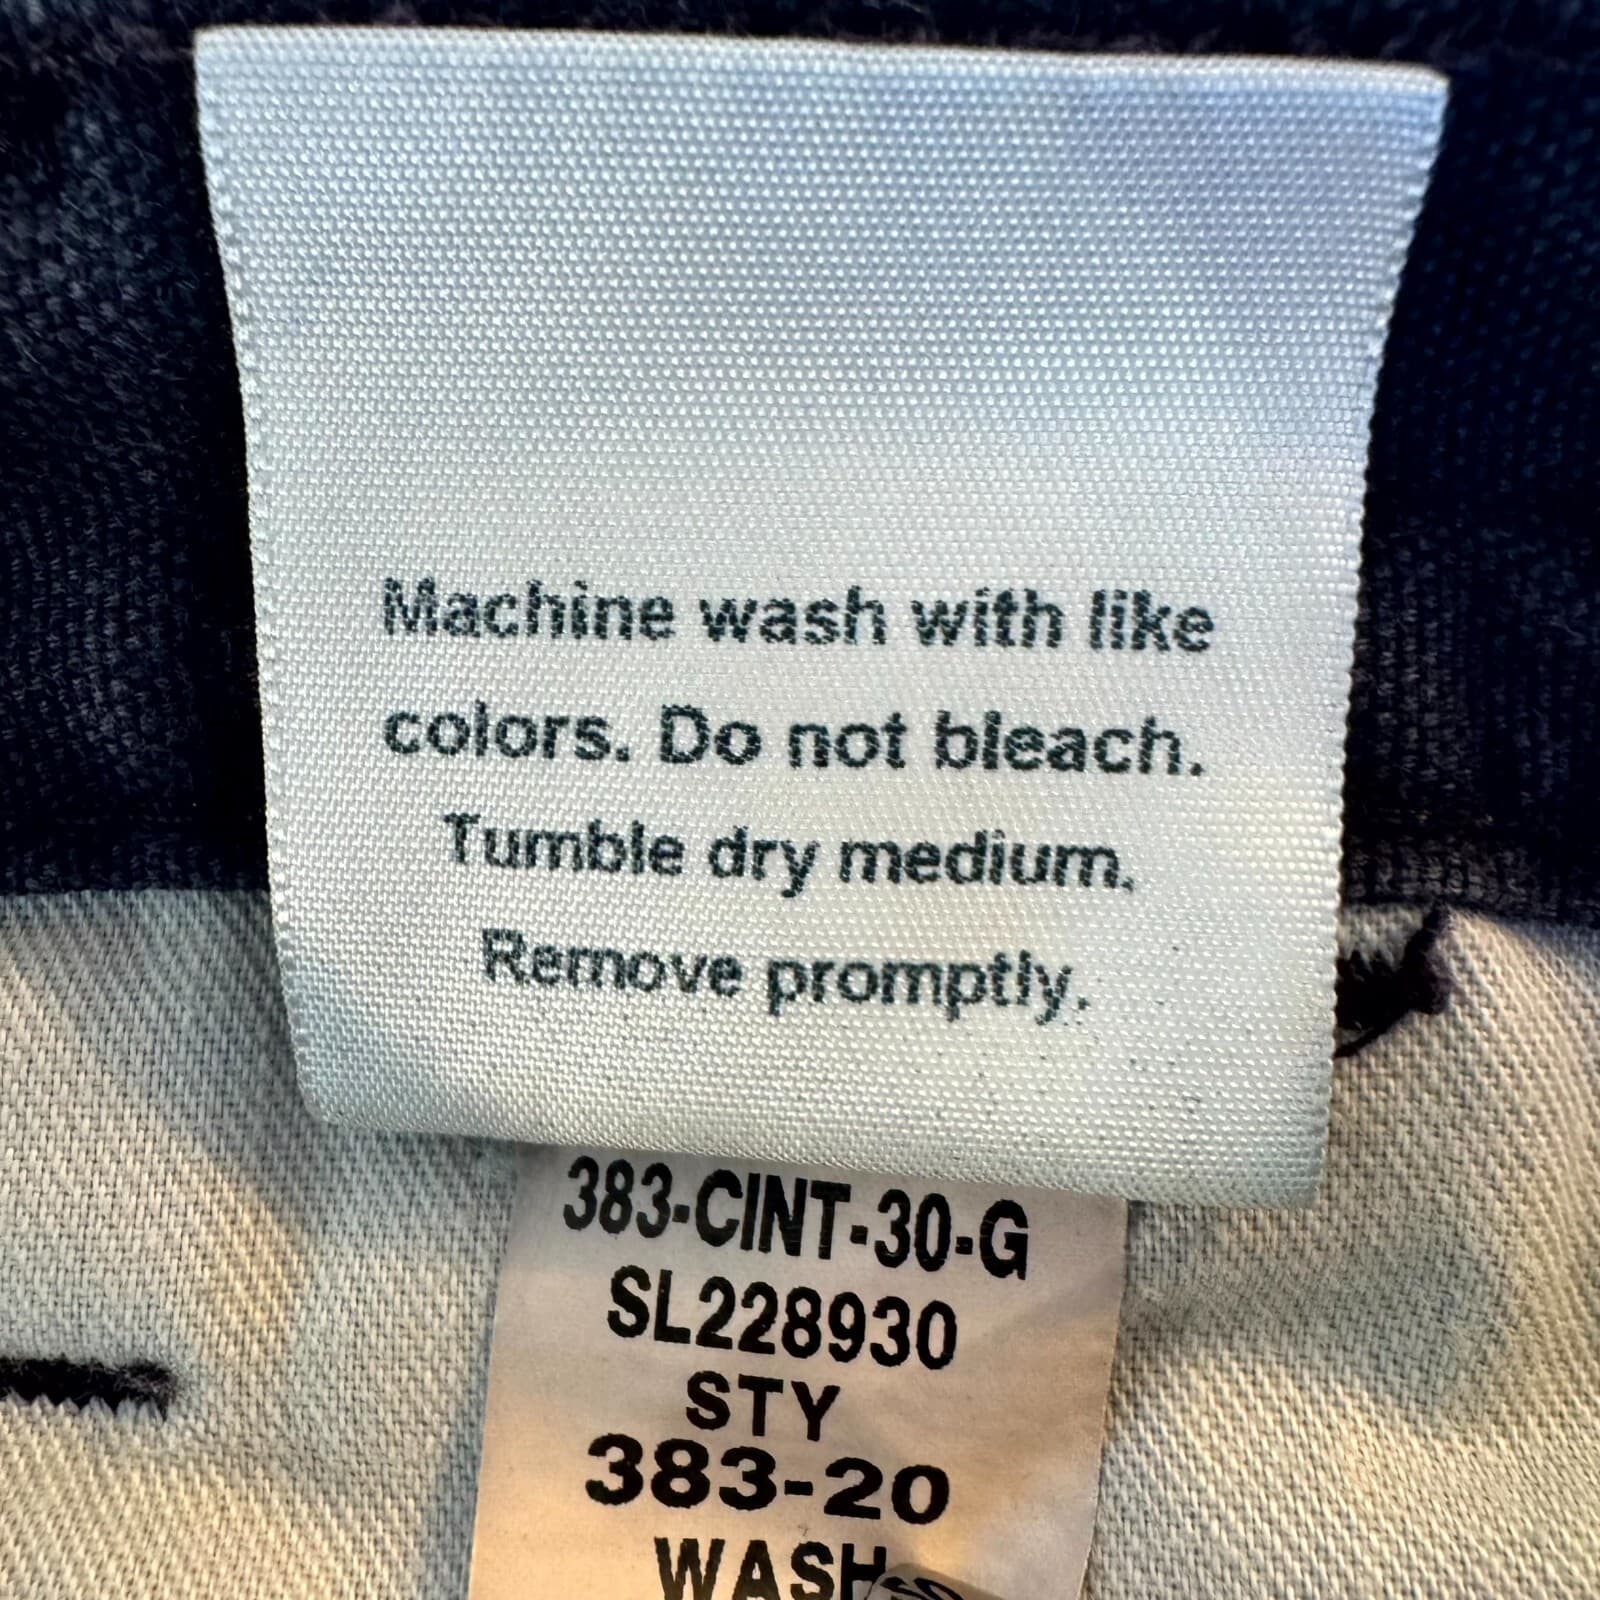 Machine wash with like
colors. Do not bleach.
Tumble dry medium.
Remove promptly.
383-CINT-30-G
SL228930
STY
383-20
WASH